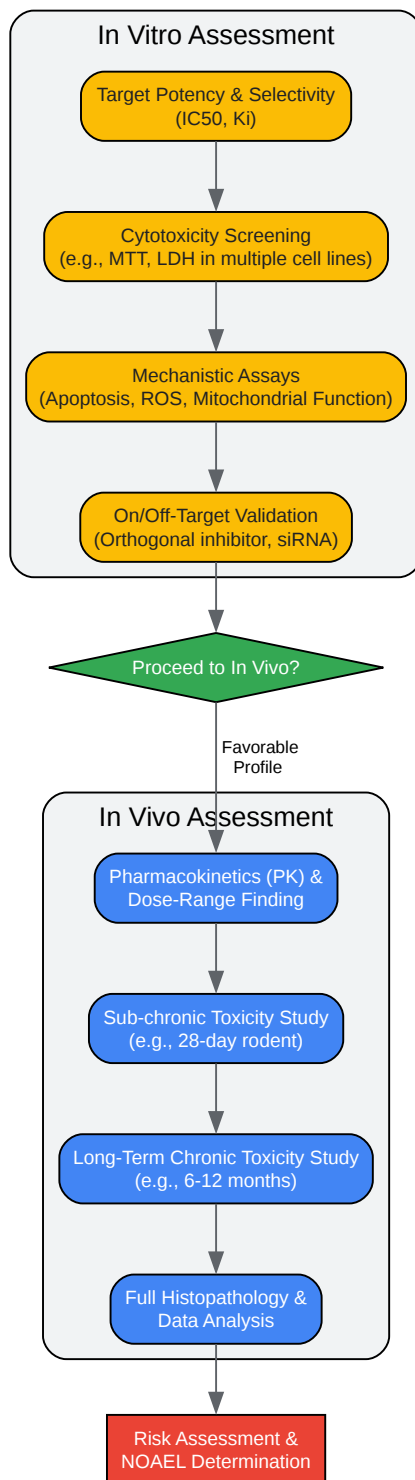 In Vitro Assessment
Target Potency & Selectivity
(IC50, Ki)
Cytotoxicity Screening
(e.g., MTT, LDH in multiple cell lines)
Mechanistic Assays
(Apoptosis, ROS, Mitochondrial Function)
On/Off-Target Validation
(Orthogonal inhibitor, siRNA)
Proceed to In Vivo?
Favorable
Profile
In Vivo Assessment
Pharmacokinetics (PK) &
Dose-Range Finding
Sub-chronic Toxicity Study
(e.g., 28-day rodent)
Long-Term Chronic Toxicity Study
(e.g., 6-12 months)
Full Histopathology &
Data Analysis
Risk Assessment &
NOAEL Determination